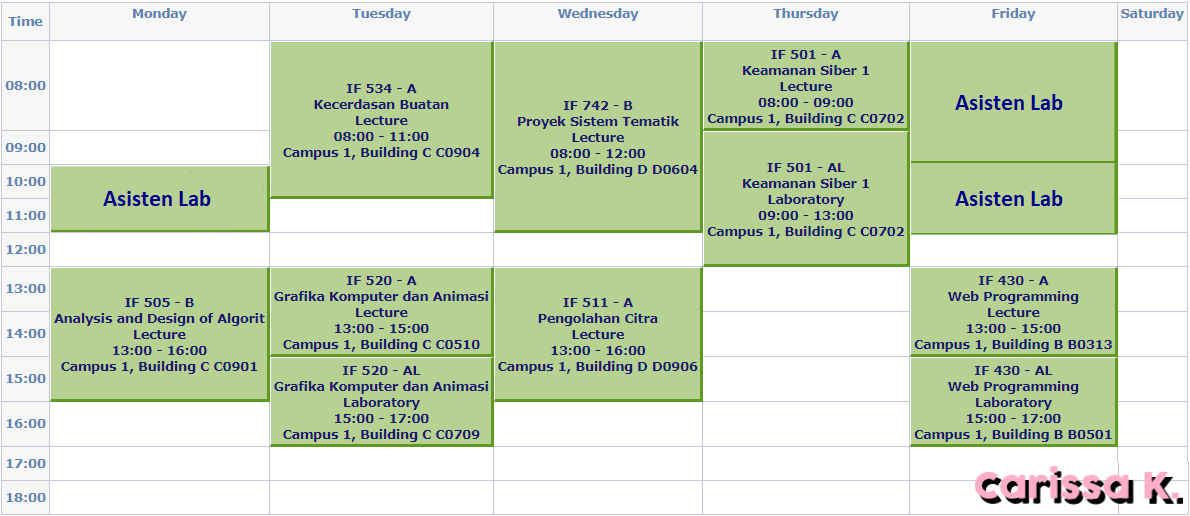 Time Monday Tuesday Wednesday Thursday Friday Saturday
08:00
09:00
10:00
11:00
12:00
13:00
14:00
15:00
16:00
17:00
18:00
Asisten Lab
IF 505 - B
Analysis and Design of Algorit
Lecture
13:00 - 16:00
Campus 1, Building C C0901
IF 534 - A
Kecerdasan Buatan
Lecture
08:00 - 11:00
Campus 1, Building C C0904
IF 520 - A
Grafika Komputer dan Animasi
Lecture
13:00 - 15:00
Campus 1, Building C C0510
IF 520 - AL
Grafika Komputer dan Animasi
Laboratory
15:00 - 17:00
Campus 1, Building C C0709
IF 742 - B
Proyek Sistem Tematik
Lecture
08:00 - 12:00
Campus 1, Building D D0604
IF 511 - A
Pengolahan Citra
Lecture
13:00 - 16:00
Campus 1, Building D D0906
IF 501 - A
Keamanan Siber 1
Lecture
08:00 - 09:00
Campus 1, Building C C0702
IF 501 - AL
Keamanan Siber 1
Laboratory
09:00 - 13:00
Campus 1, Building C C0702
Asisten Lab
Asisten Lab
IF 430 - A
Web Programming
Lecture
13:00 - 15:00
Campus 1, Building B B0313
IF 430 - AL
Web Programming
Laboratory
15:00 - 17:00
Campus 1, Building B B0501
Carissa K.